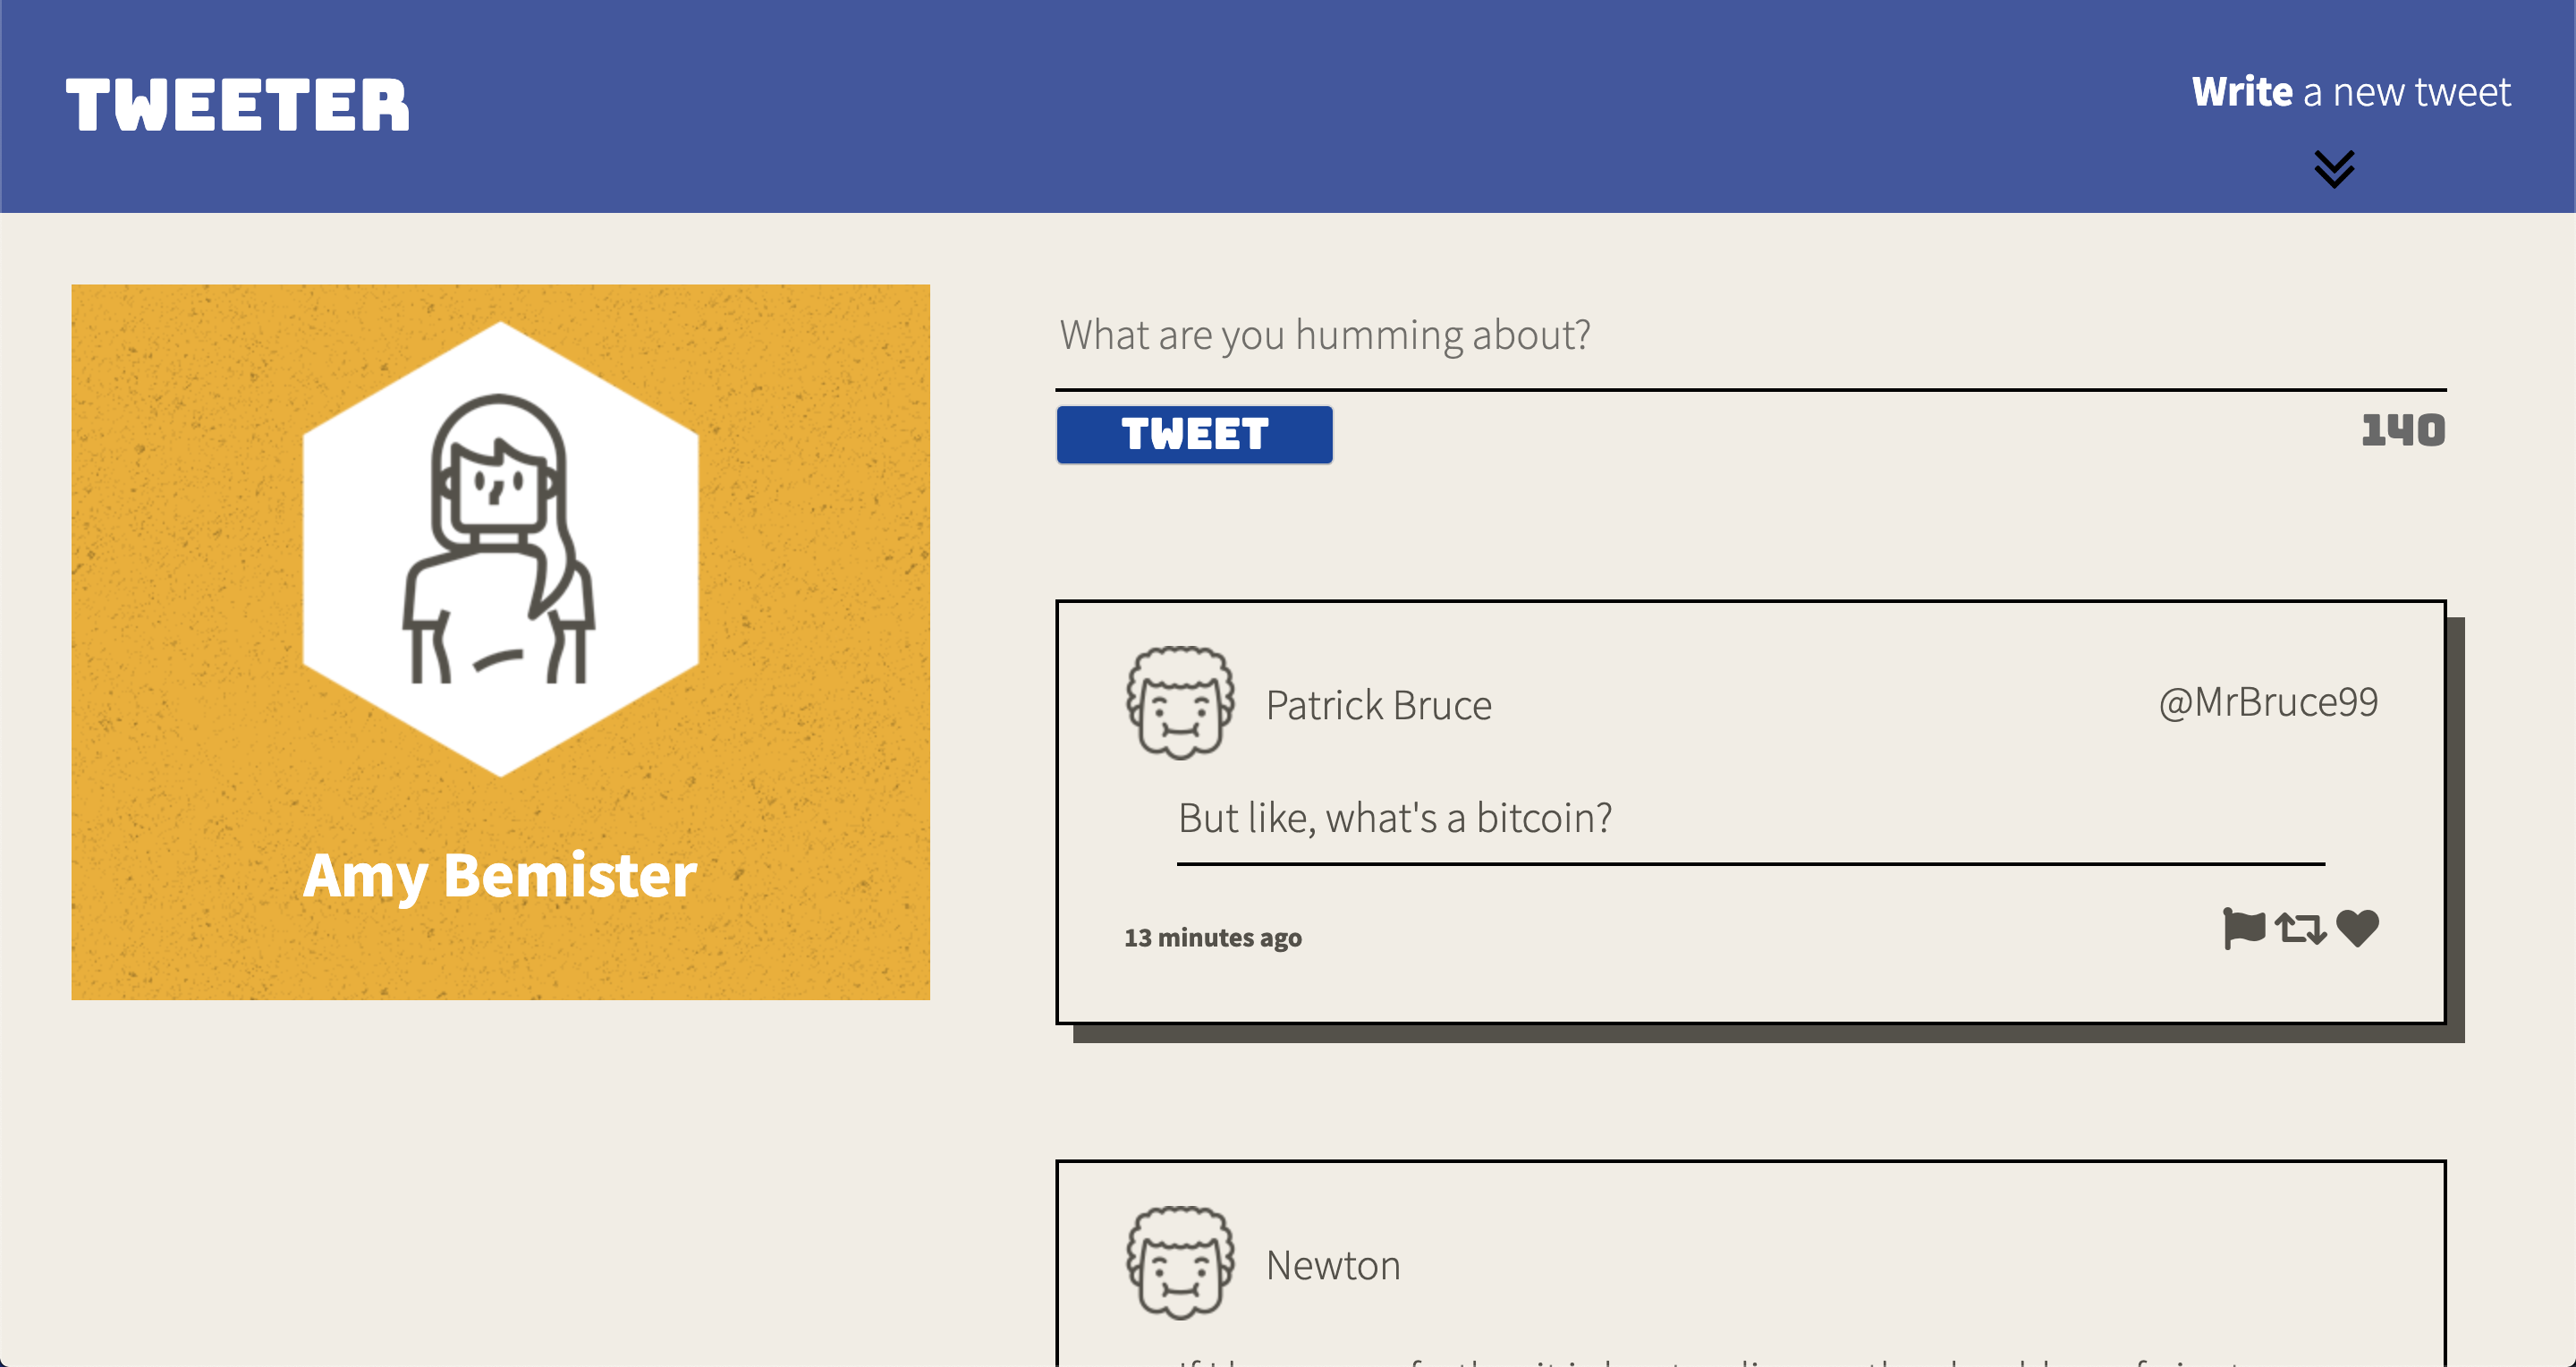 TWEETER
Write a new tweet
Amy Bemister
What are you humming about?
TWEET
140
Patrick Bruce
@MrBruce99
But like, what's a bitcoin?
13 minutes ago
Newton